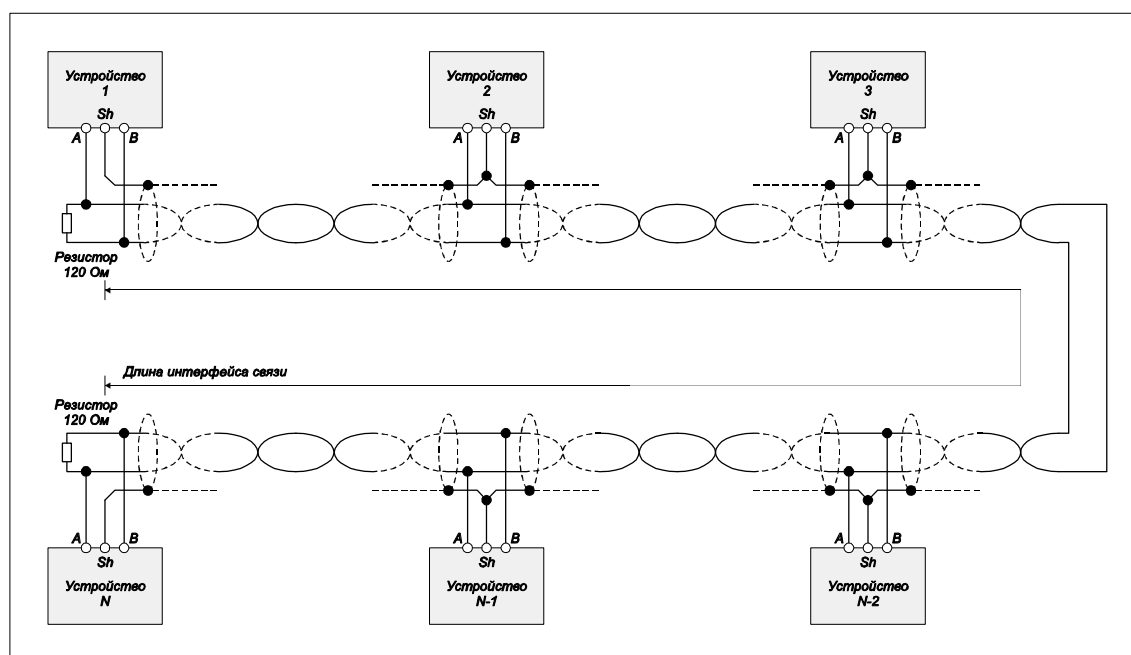 Устройство
1
Sh
A
B
Устройство
2
Sh
A
B
Устройство
3
Sh
A
B
Резистор
120 Ом
Длина интерфейса связи
Резистор
120 Ом
A
B
Sh
Устройство
N
A
B
Sh
Устройство
N-1
A
B
Sh
Устройство
N-2